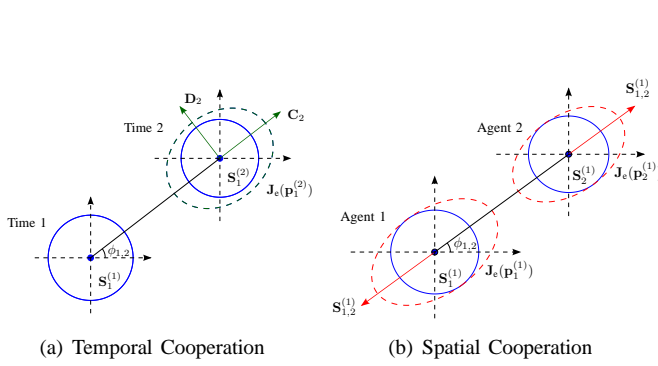 D₂
C₂
Time 2
S₁⁽²⁾
Jₑ(p₁⁽²⁾)
Time 1
ϕ₁,₂
S₁⁽¹⁾
(a) Temporal Cooperation
S₁,₂⁽¹⁾
Agent 2
S₂⁽¹⁾
Jₑ(p₂⁽¹⁾)
Agent 1
ϕ₁,₂
S₁⁽¹⁾
Jₑ(p₁⁽¹⁾)
S₁,₂⁽¹⁾
(b) Spatial Cooperation